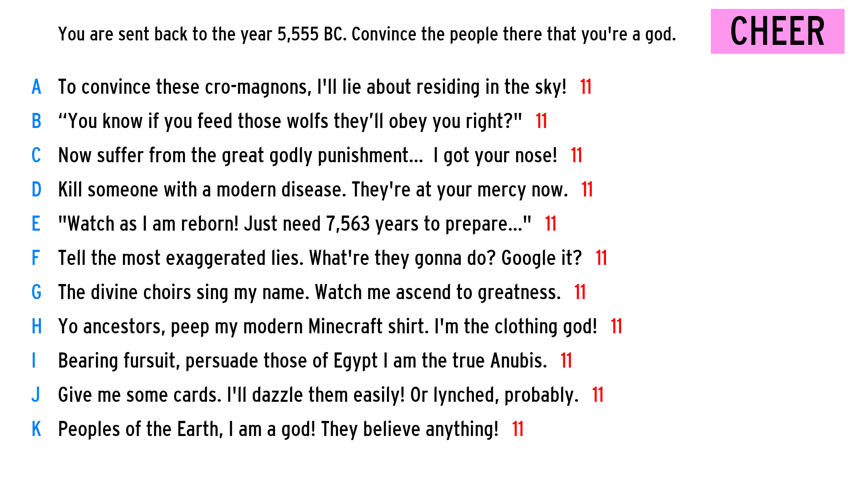 You are sent back to the year 5,555 BC. Convince the people there that you're a god.
CHEER
A To convince these cro-magnons, I'll lie about residing in the sky! 11
B “You know if you feed those wolfs they’ll obey you right?" 11
C Now suffer from the great godly punishment... I got your nose! 11
D Kill someone with a modern disease. They're at your mercy now. 11
E "Watch as I am reborn! Just need 7,563 years to prepare..." 11
F Tell the most exaggerated lies. What're they gonna do? Google it? 11
G The divine choirs sing my name. Watch me ascend to greatness. 11
H Yo ancestors, peep my modern Minecraft shirt. I'm the clothing god! 11
I Bearing fursuit, persuade those of Egypt I am the true Anubis. 11
J Give me some cards. I'll dazzle them easily! Or lynched, probably. 11
K Peoples of the Earth, I am a god! They believe anything! 11